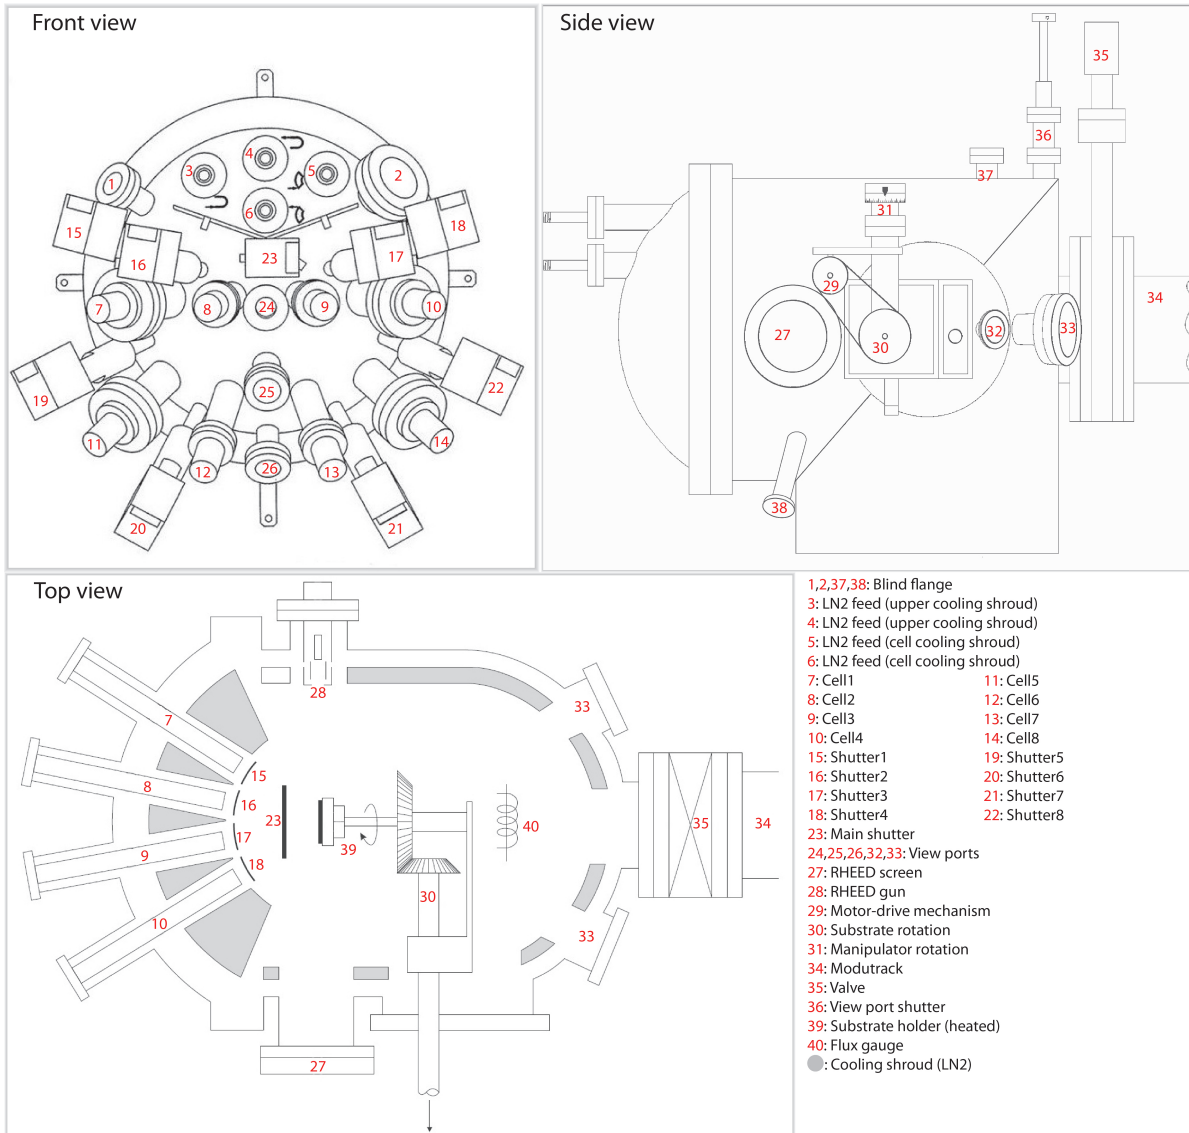 Front view
4
3
5
2
1
6
15
18
16
23
17
7
8
24
9
10
19
25
22
11
14
12
26
13
20
21
Side view
35
36
37
31
29
34
27
30
32
33
38
Top view
28
33
7
15
8
16
23
17
39
40
35
34
9
18
10
30
33
27
1,2,37,38: Blind flange
3: LN2 feed (upper cooling shroud)
4: LN2 feed (upper cooling shroud)
5: LN2 feed (cell cooling shroud)
6: LN2 feed (cell cooling shroud)
7: Cell1 11: Cell5
8: Cell2 12: Cell6
9: Cell3 13: Cell7
10: Cell4 14: Cell8
15: Shutter1 19: Shutter5
16: Shutter2 20: Shutter6
17: Shutter3 21: Shutter7
18: Shutter4 22: Shutter8
23: Main shutter
24,25,26,32,33: View ports
27: RHEED screen
28: RHEED gun
29: Motor-drive mechanism
30: Substrate rotation
31: Manipulator rotation
34: Modutrack
35: Valve
36: View port shutter
39: Substrate holder (heated)
40: Flux gauge
: Cooling shroud (LN2)